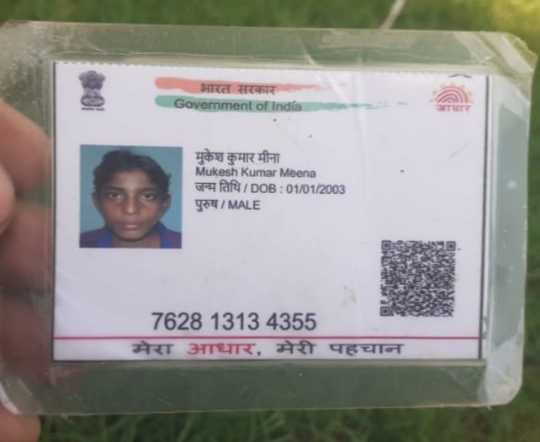 भारत सरकार
Government of India
आधार
मुकेश कुमार मीना
Mukesh Kumar Meena
जन्म तिथि / DOB : 01/01/2003
पुरुष / MALE
7628 1313 4355
मेरा आधार, मेरी पहचान